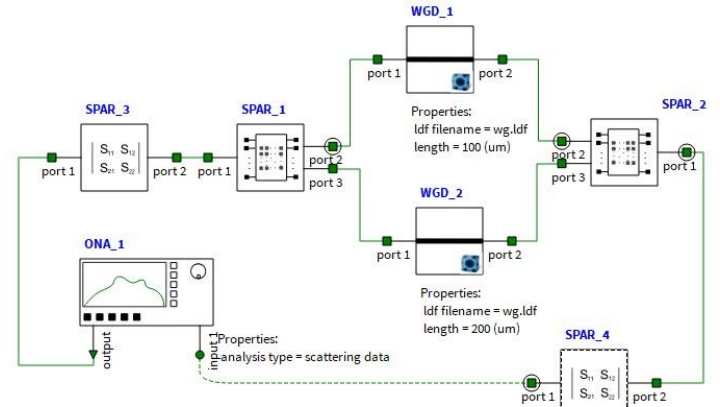 WGD_1
port 1
port 2
Properties:
ldf filename = wg.ldf
length = 100 (um)
SPAR_3
S₁₁ S₁₂
S₂₁ S₂₂
port 1
port 2
SPAR_1
port 1
port 2
port 3
SPAR_2
port 2
port 3
port 1
WGD_2
port 1
port 2
Properties:
ldf filename = wg.ldf
length = 200 (um)
ONA_1
output
input 1
Properties:
analysis type = scattering data
SPAR_4
S₁₁ S₁₂
S₂₁ S₂₂
port 1
port 2